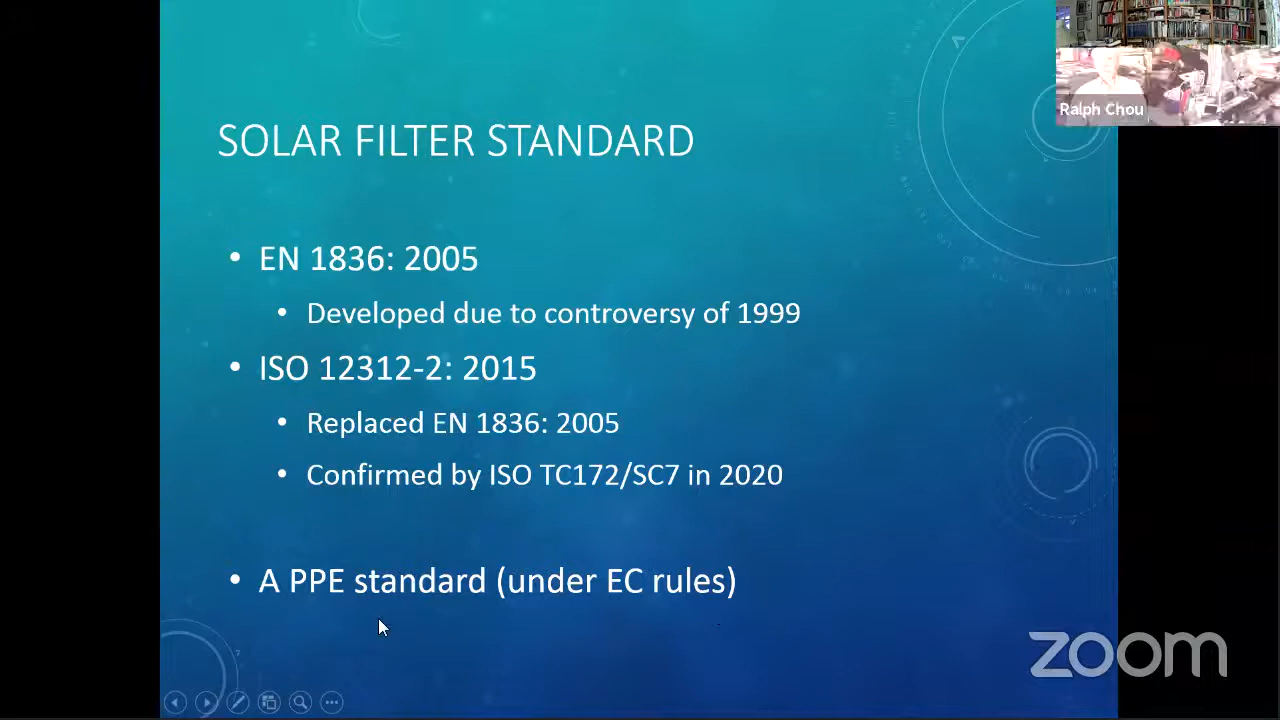 Ralph Chou
SOLAR FILTER STANDARD
• EN 1836: 2005
• Developed due to controversy of 1999
• ISO 12312-2: 2015
• Replaced EN 1836: 2005
• Confirmed by ISO TC172/SC7 in 2020
• A PPE standard (under EC rules)
zoom